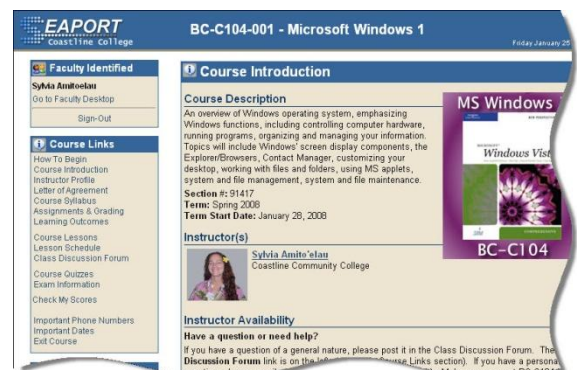 EAPORT
Coastline College
BC-C104-001 - Microsoft Windows 1
Friday January 25
Faculty Identified
Sylvia Amitoelau
Go to Faculty Desktop
Sign-Out
Course Links
How To Begin
Course Introduction
Instructor Profile
Letter of Agreement
Course Syllabus
Assignments & Grading
Learning Outcomes
Course Lessons
Lesson Schedule
Class Discussion Forum
Course Quizzes
Exam Information
Check My Scores
Important Phone Numbers
Important Dates
Exit Course
Course Introduction
Course Description
An overview of Windows operating system, emphasizing
Windows functions, including controlling computer hardware,
running programs, organizing and managing your information.
Topics will include Windows' screen display components, the
Explorer/Browsers, Contact Manager, customizing your
desktop, working with files and folders, using MS applets,
system and file management, system and file maintenance.
Section #: 91417
Term: Spring 2008
Term Start Date: January 28, 2008
MS Windows
Windows Vista
BC-C104
Instructor(s)
Sylvia Amito'elau
Coastline Community College
Instructor Availability
Have a question or need help?
If you have a question of a general nature, please post it in the Class Discussion Forum. The
Discussion Forum link is on the Course Links section). If you have a persona